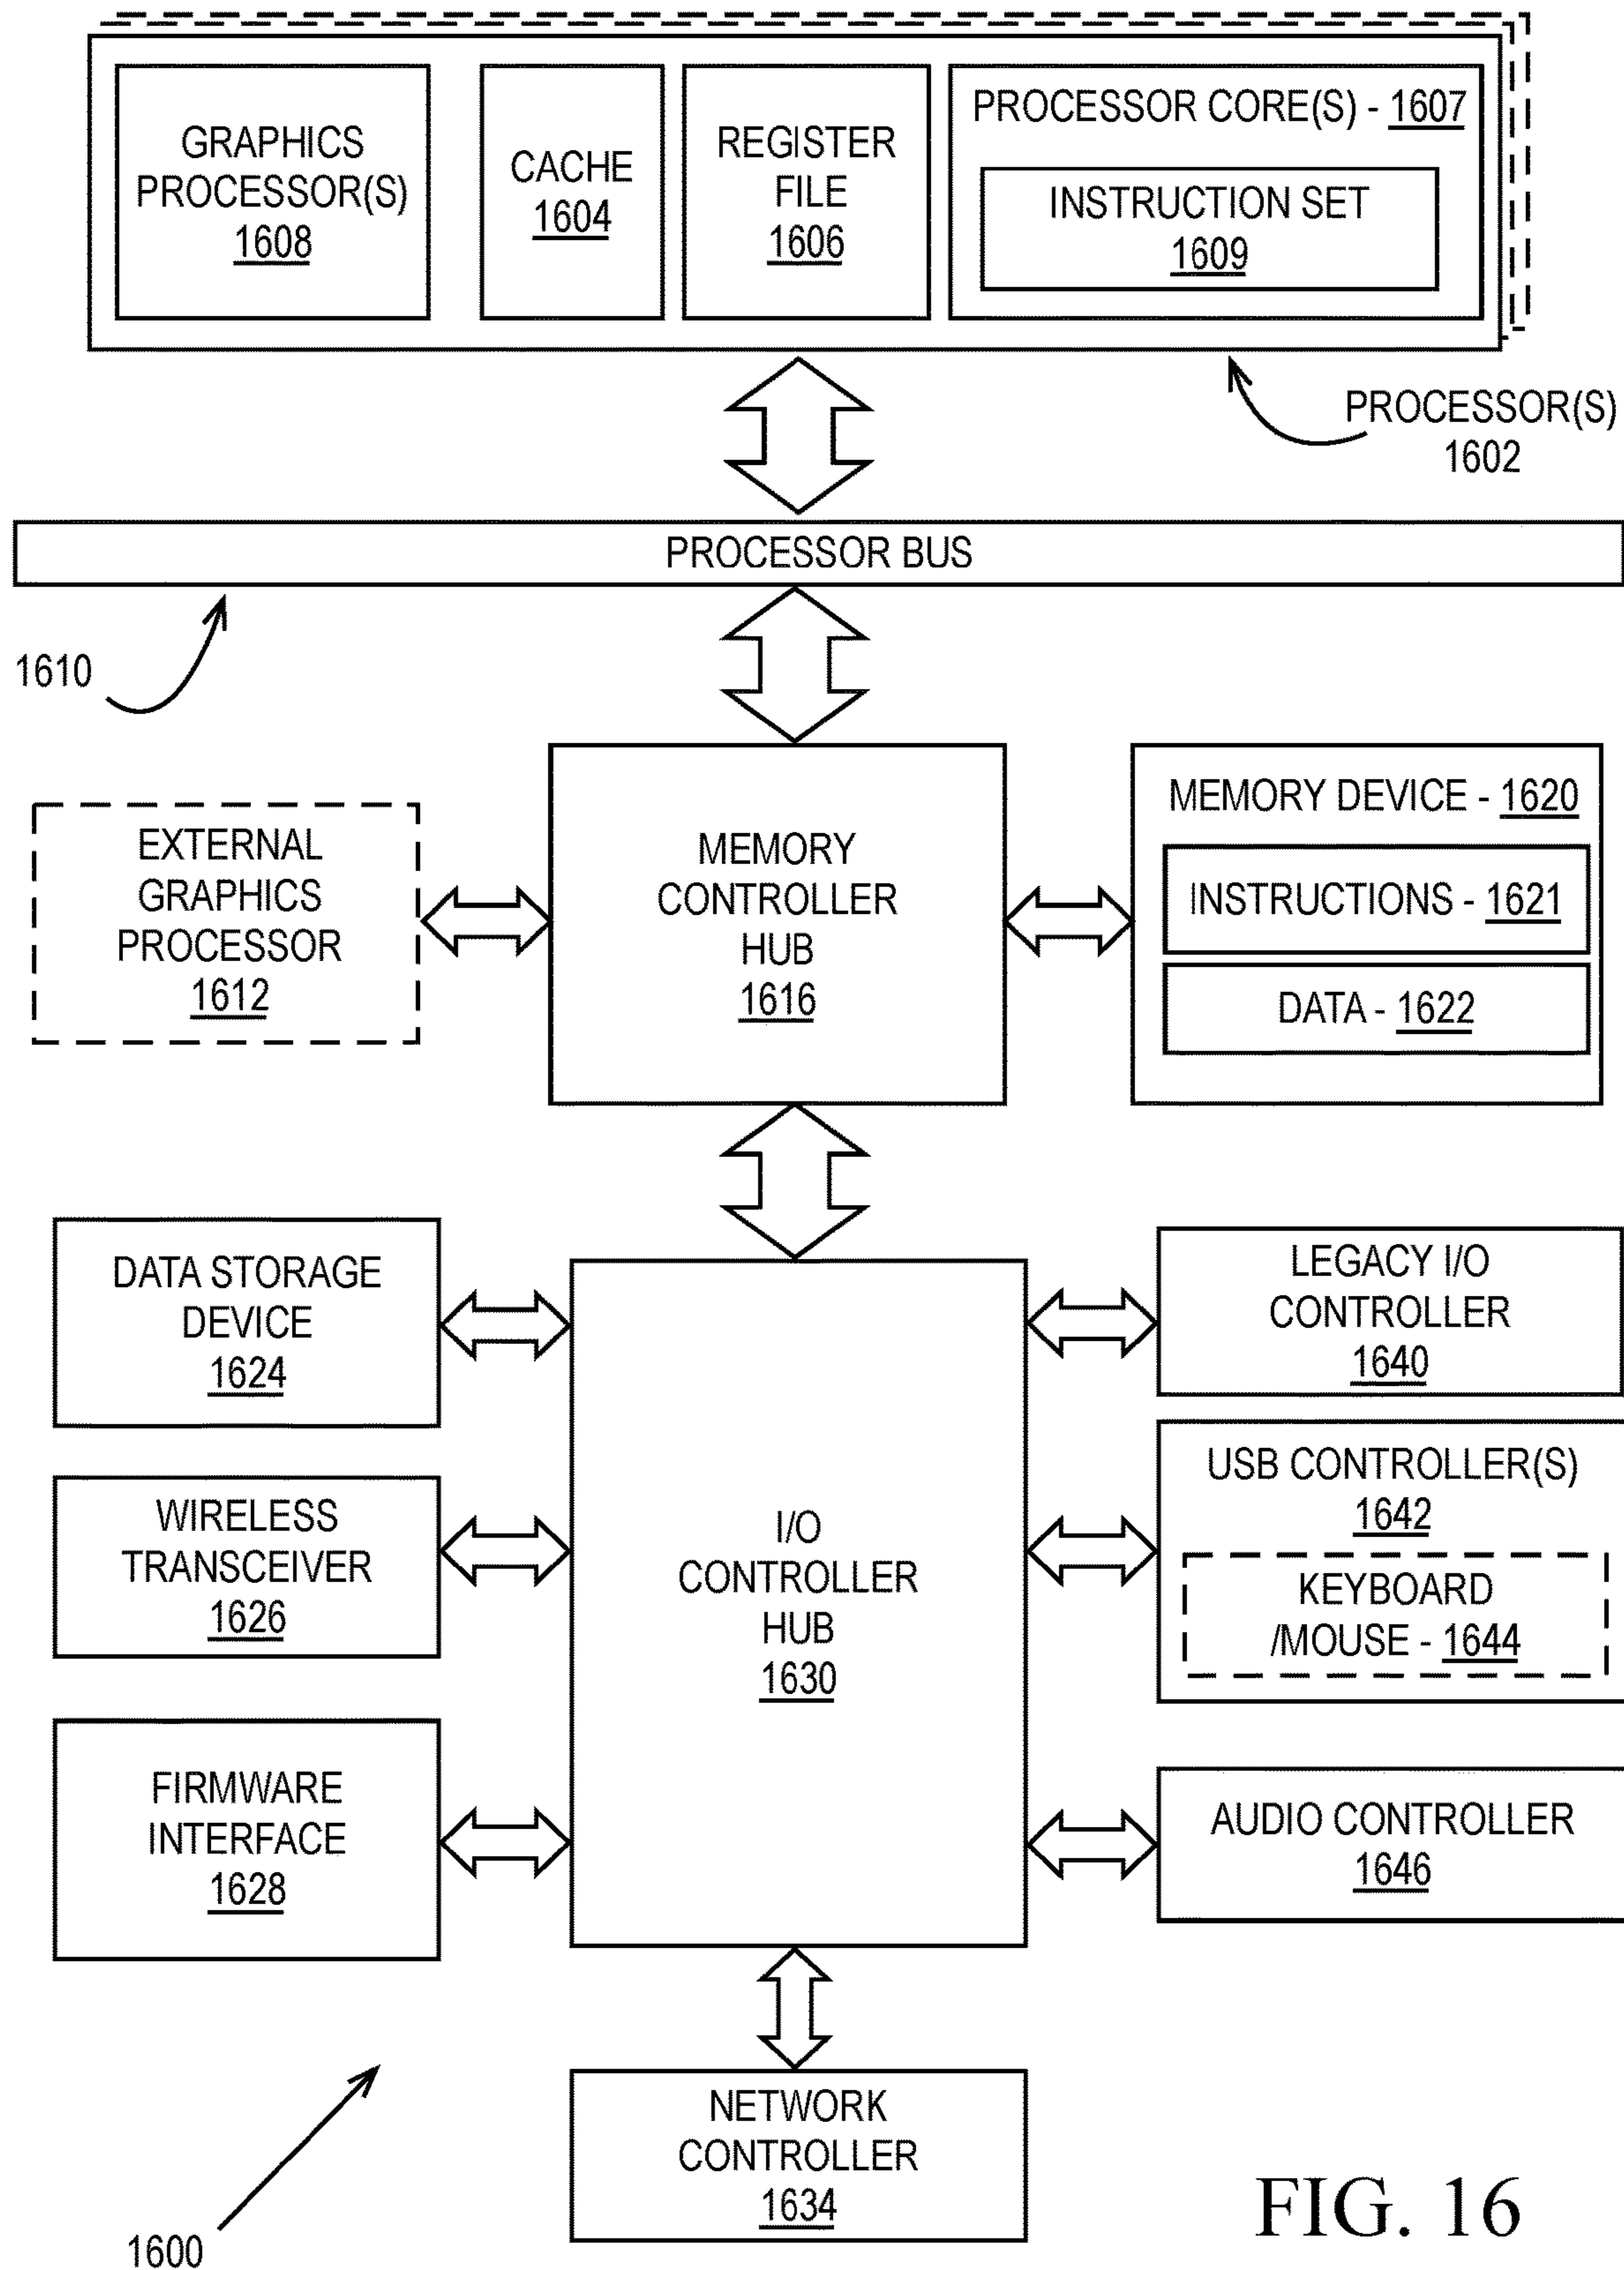 GRAPHICS
PROCESSOR(S)
1608
CACHE
1604
REGISTER
FILE
1606
PROCESSOR CORE(S) - 1607
INSTRUCTION SET
1609
PROCESSOR(S)
1602
PROCESSOR BUS
1610
EXTERNAL
GRAPHICS
PROCESSOR
1612
MEMORY
CONTROLLER
HUB
1616
MEMORY DEVICE - 1620
INSTRUCTIONS - 1621
DATA - 1622
DATA STORAGE
DEVICE
1624
WIRELESS
TRANSCEIVER
1626
FIRMWARE
INTERFACE
1628
I/O
CONTROLLER
HUB
1630
LEGACY I/O
CONTROLLER
1640
USB CONTROLLER(S)
1642
KEYBOARD
/MOUSE - 1644
AUDIO CONTROLLER
1646
NETWORK
CONTROLLER
1634
1600
FIG. 16